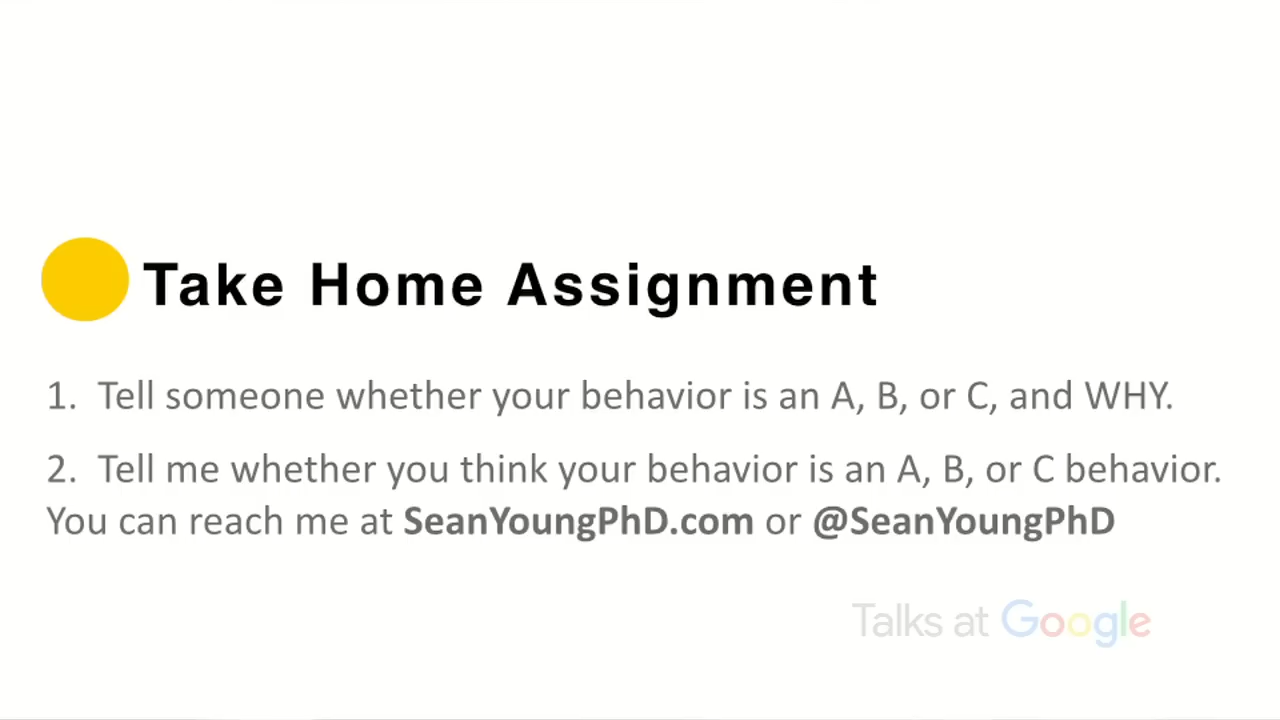 Take Home Assignment
1. Tell someone whether your behavior is an A, B, or C, and WHY.
2. Tell me whether you think your behavior is an A, B, or C behavior.
You can reach me at SeanYoungPhD.com or @SeanYoungPhD
Talks at Google